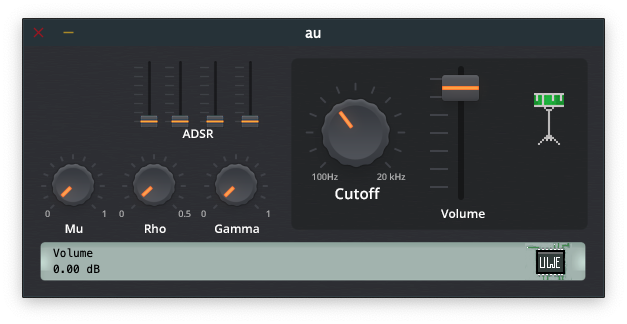 au
ADSR
100Hz 20 kHz
Cutoff
0 1 0 0.5 0 1
Volume
Mu Rho Gamma
Volume
0.00 dB
UWE